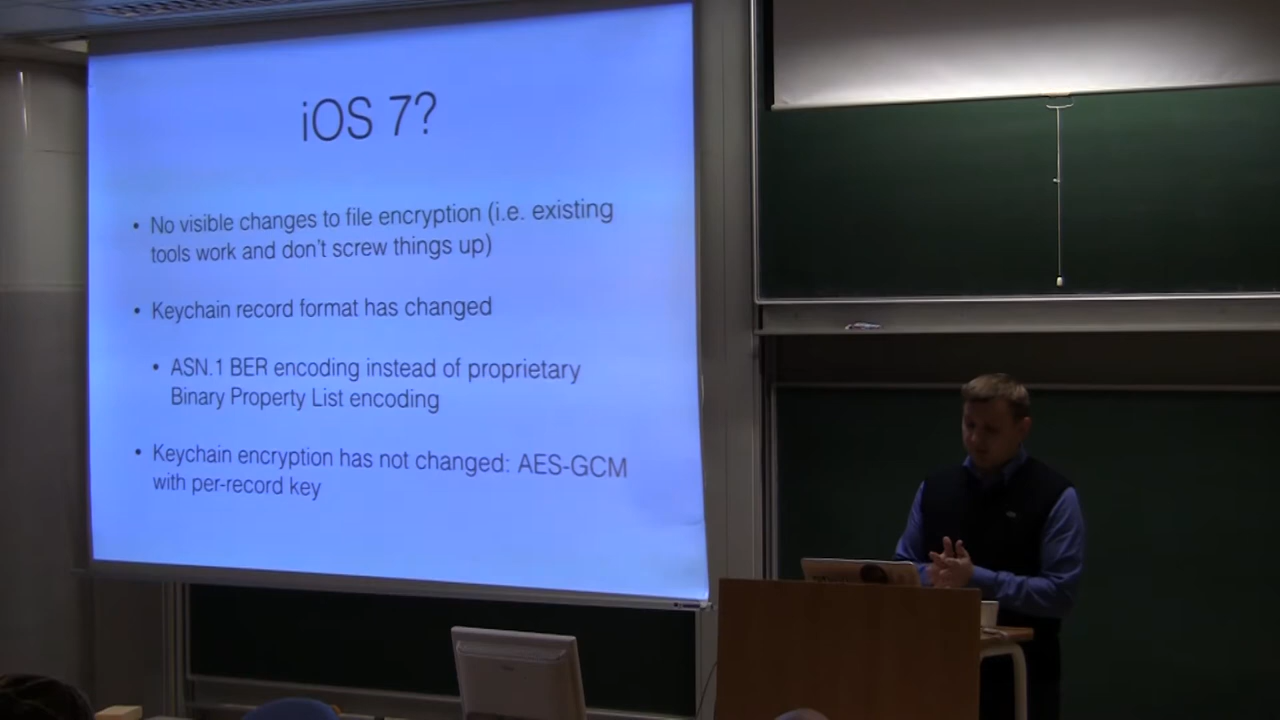 iOS 7?
• No visible changes to file encryption (i.e. existing
tools work and don't screw things up)
• Keychain record format has changed
• ASN.1 BER encoding instead of proprietary
Binary Property List encoding
• Keychain encryption has not changed: AES-GCM
with per-record key